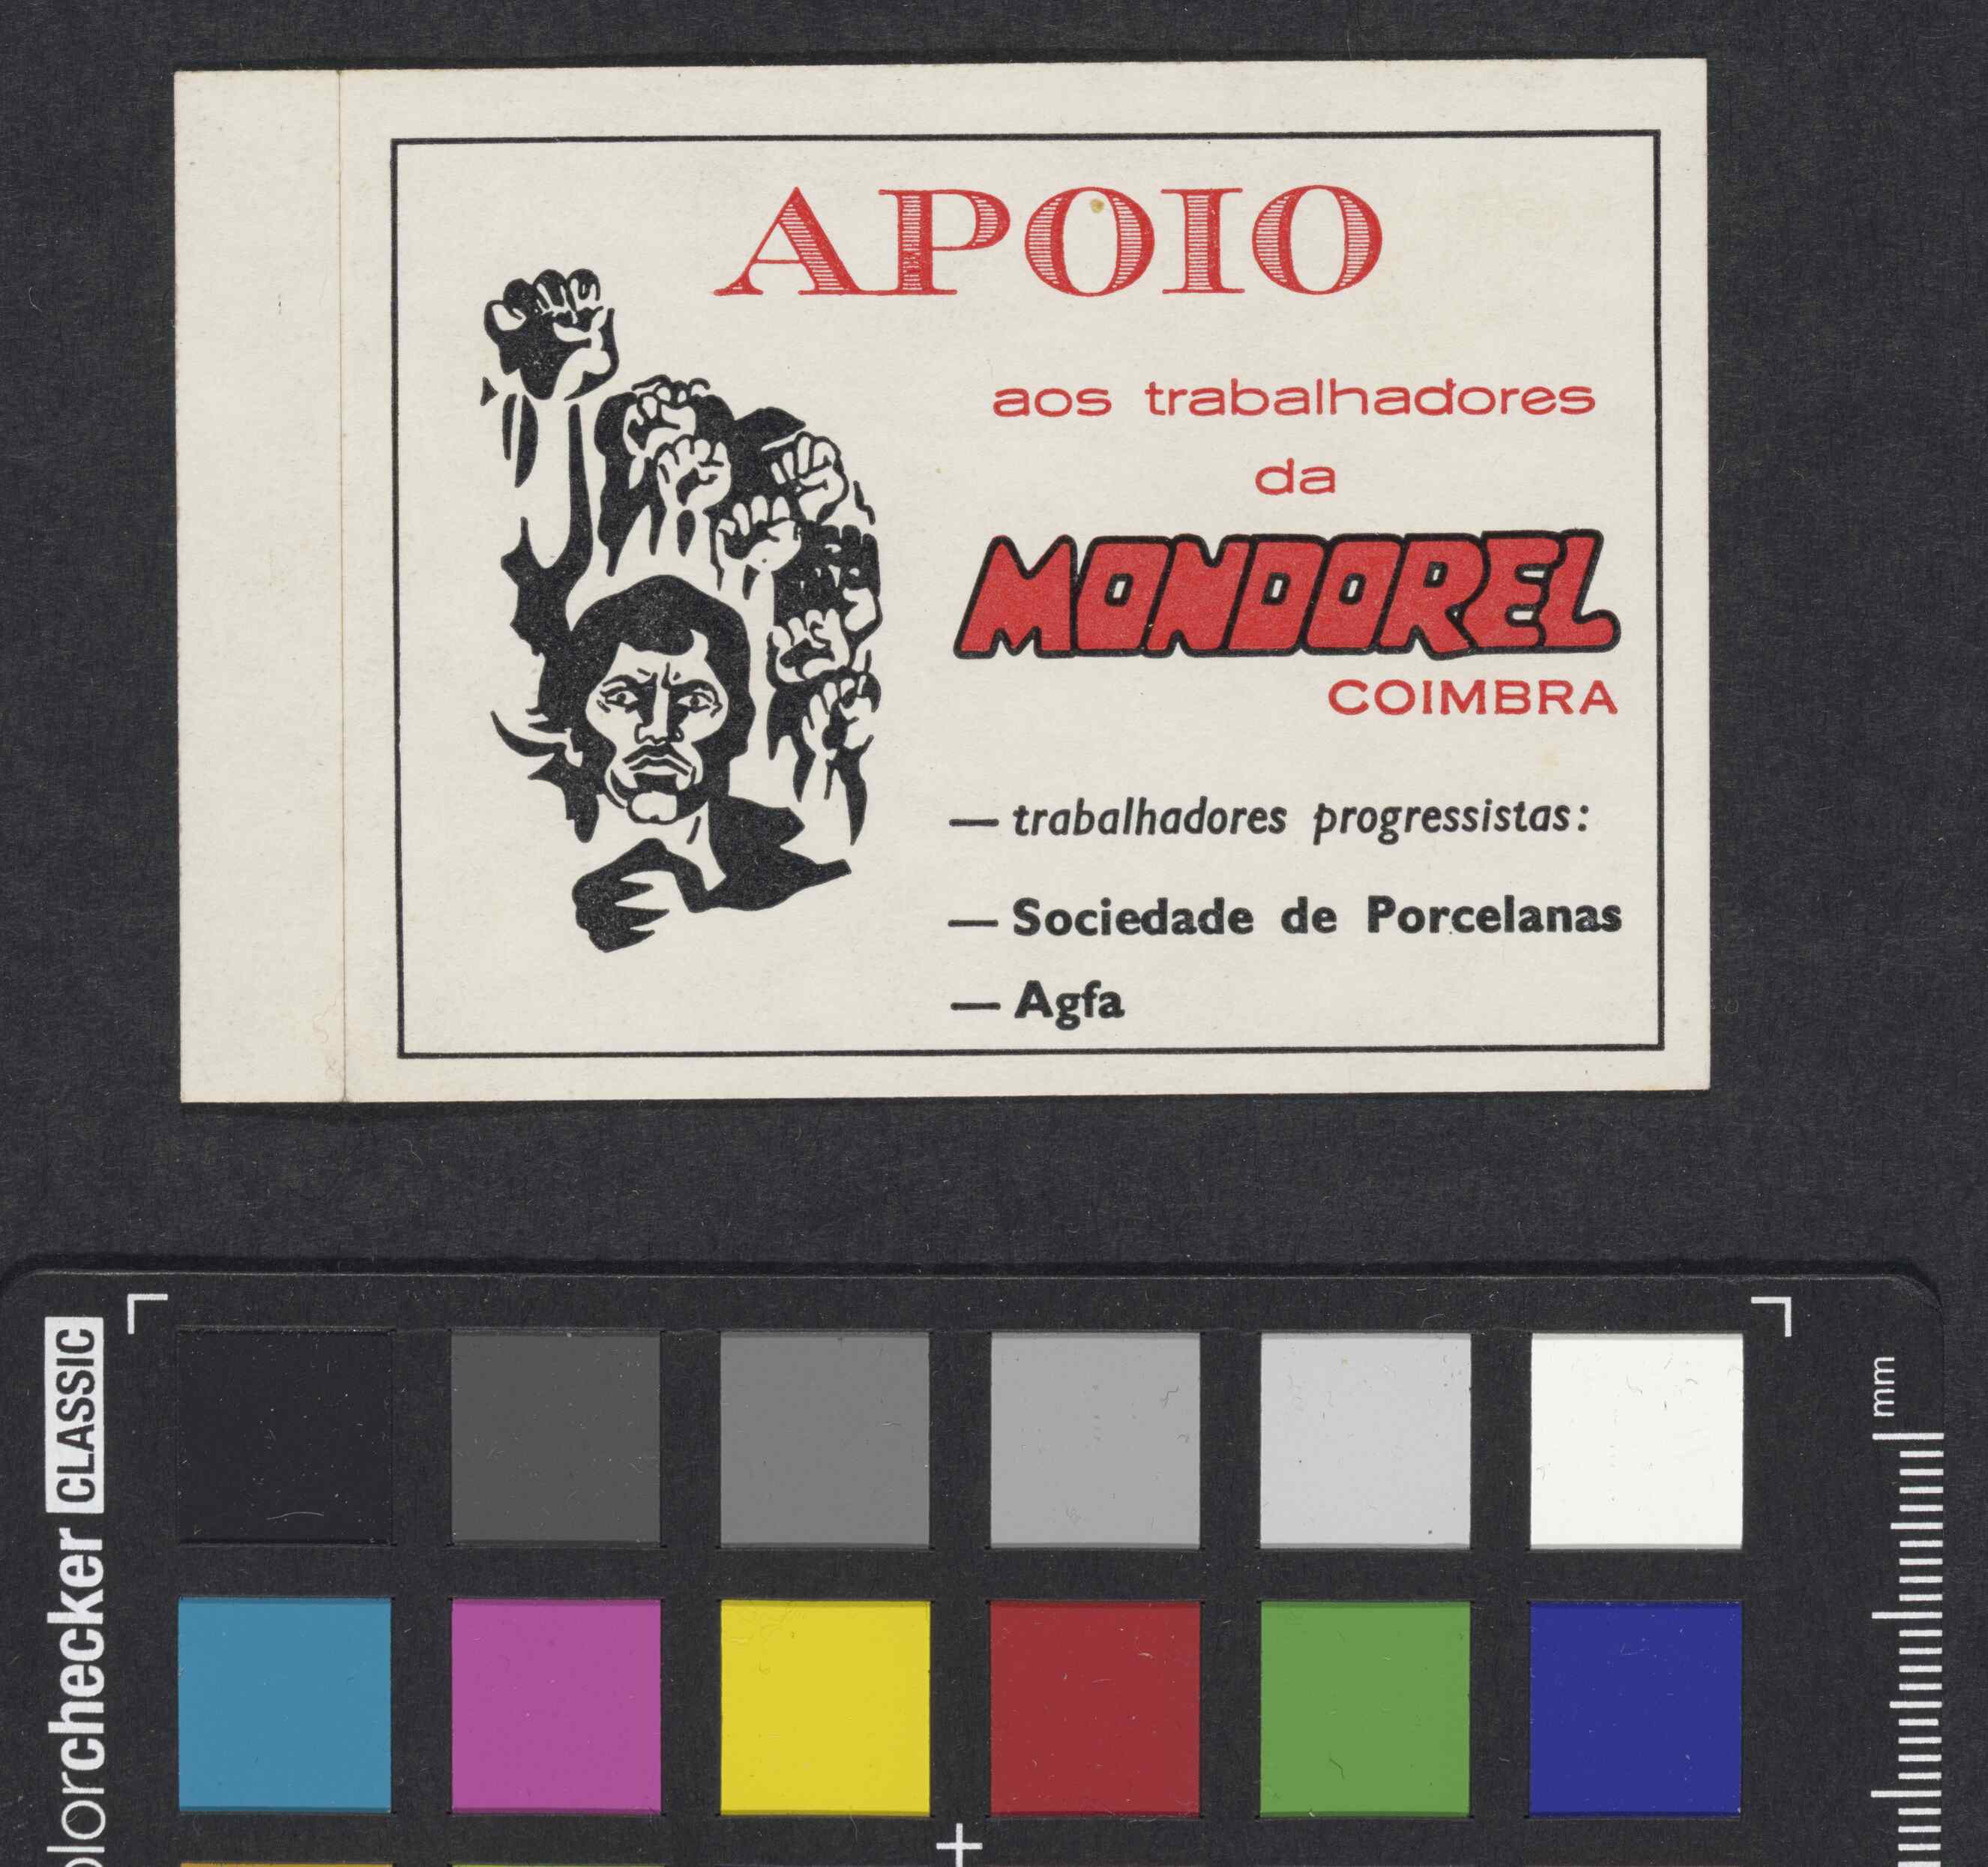 APOIO
aos trabalhadores
da
MONDOREL
COIMBRA
— trabalhadores progressistas:
— Sociedade de Porcelanas
— Agfa
colorchecker CLASSIC
mm